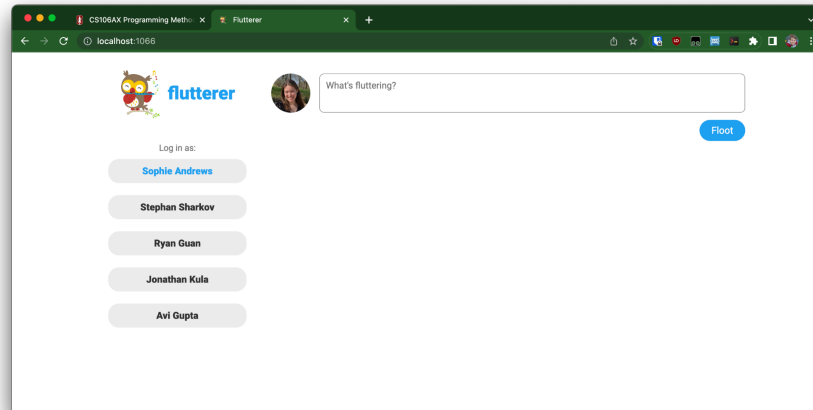 CS106AX Programming Metho
Flutterer
localhost:1066
flutterer
What's fluttering?
Floot
Log in as:
Sophie Andrews
Stephan Sharkov
Ryan Guan
Jonathan Kula
Avi Gupta